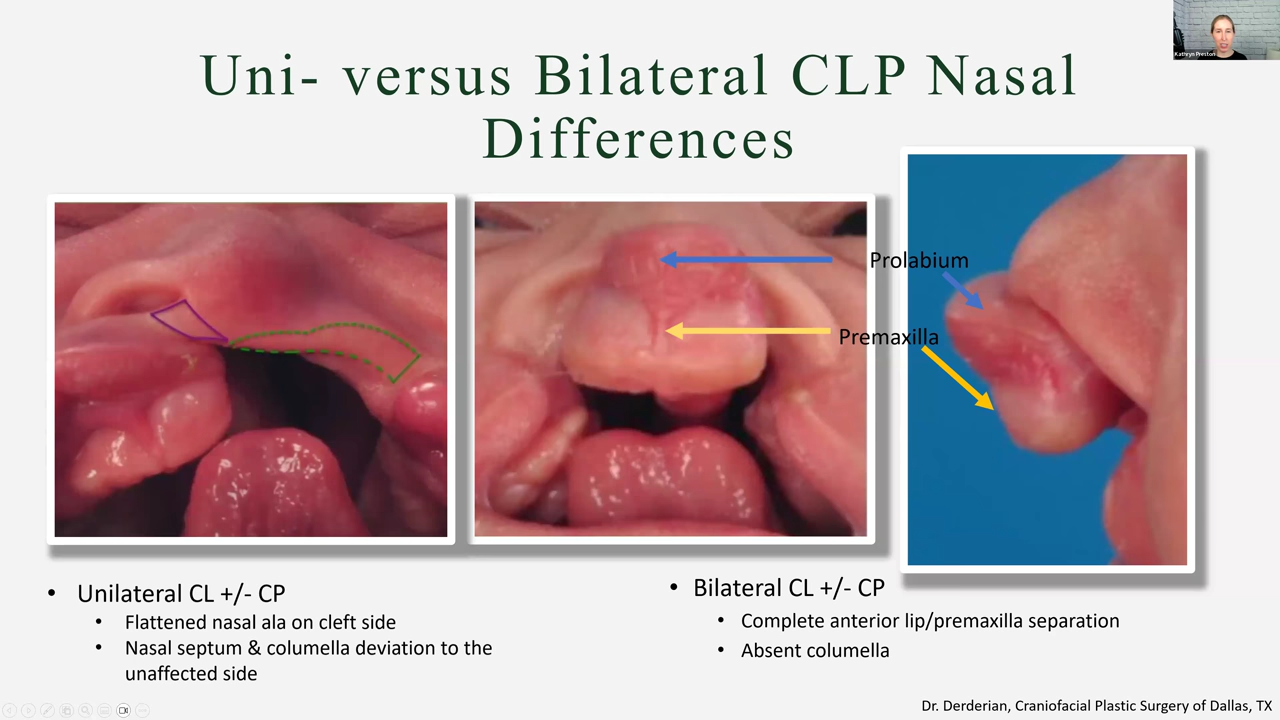 Kathryn Preston
Uni- versus Bilateral CLP Nasal
Differences
Prolabium
Premaxilla
• Unilateral CL +/- CP
• Flattened nasal ala on cleft side
• Nasal septum & columella deviation to the
unaffected side
• Bilateral CL +/- CP
• Complete anterior lip/premaxilla separation
• Absent columella
Dr. Derderian, Craniofacial Plastic Surgery of Dallas, TX